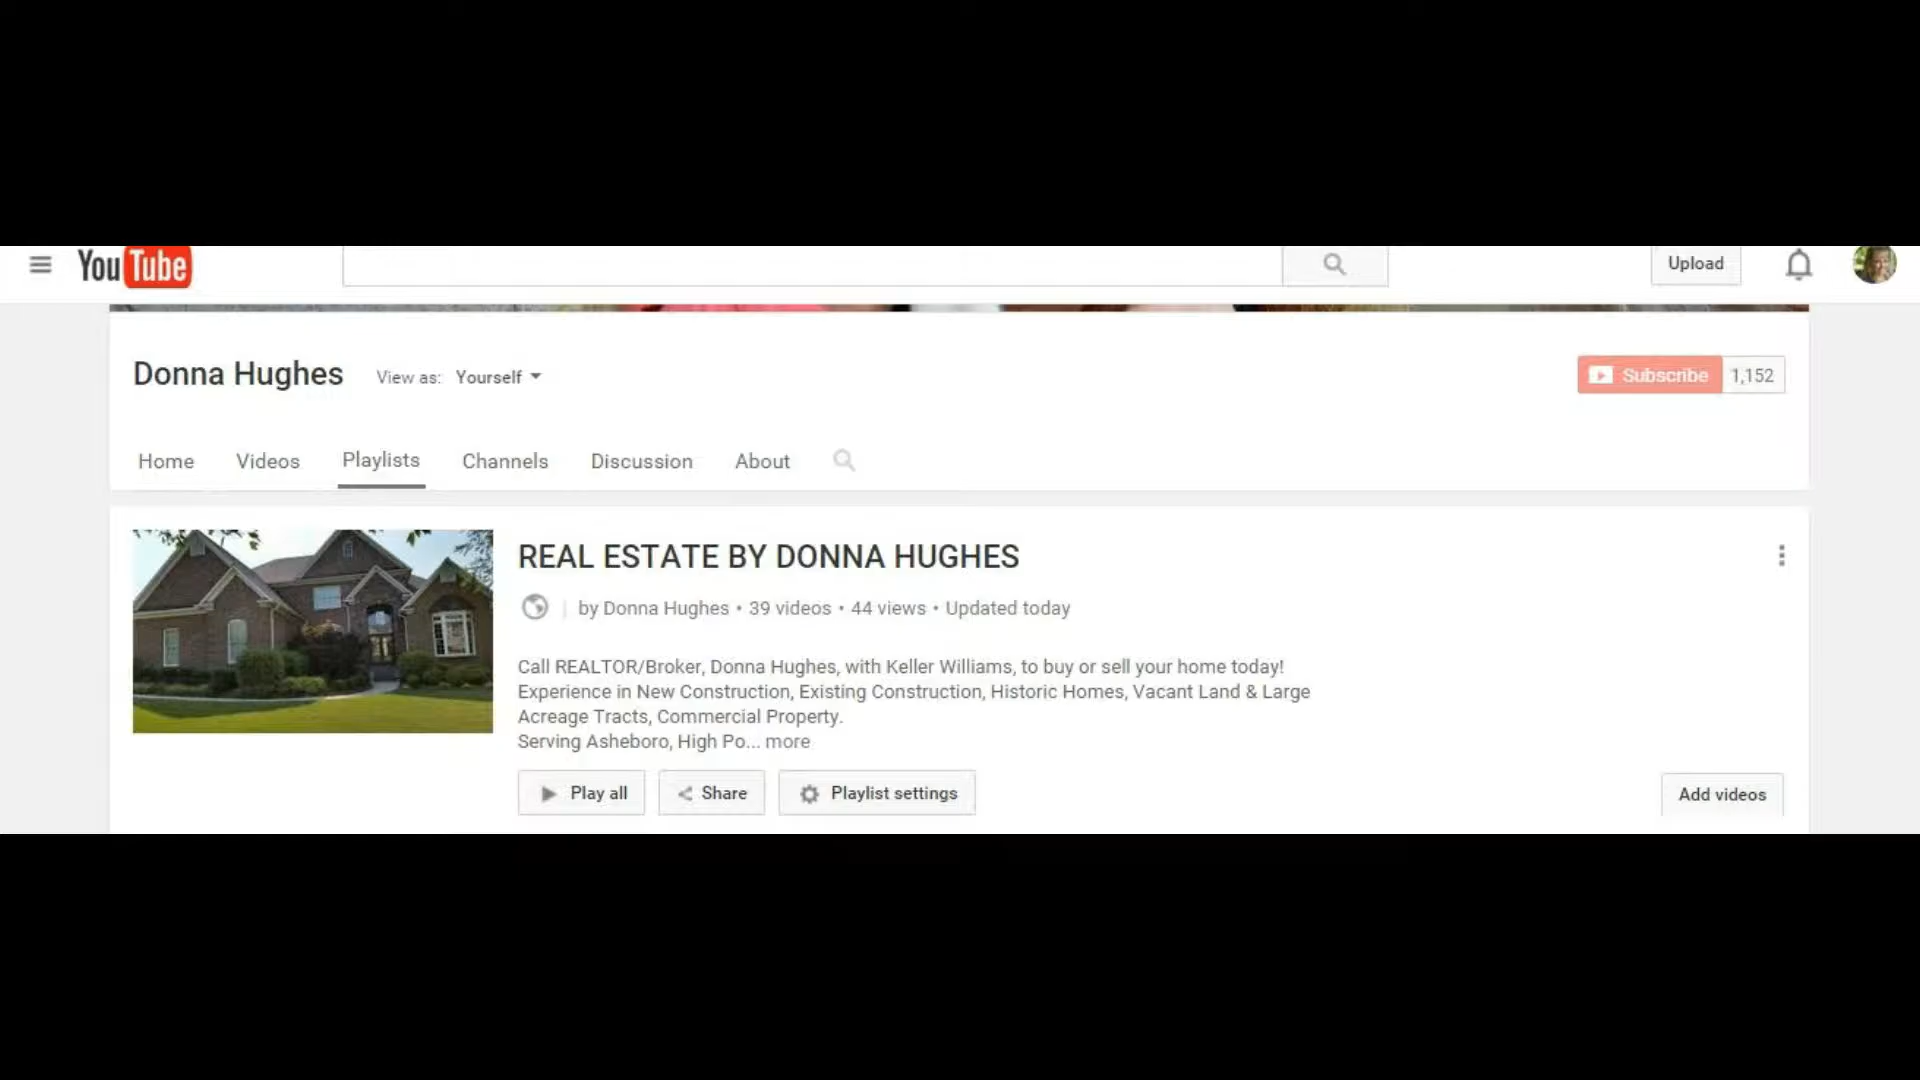 YouTube
Upload
Donna Hughes View as: Yourself
Subscribe 1,152
Home Videos Playlists Channels Discussion About
REAL ESTATE BY DONNA HUGHES
by Donna Hughes • 39 videos • 44 views • Updated today
Call REALTOR/Broker, Donna Hughes, with Keller Williams, to buy or sell your home today!
Experience in New Construction, Existing Construction, Historic Homes, Vacant Land & Large
Acreage Tracts, Commercial Property.
Serving Asheboro, High Po... more
Play all Share Playlist settings
Add videos